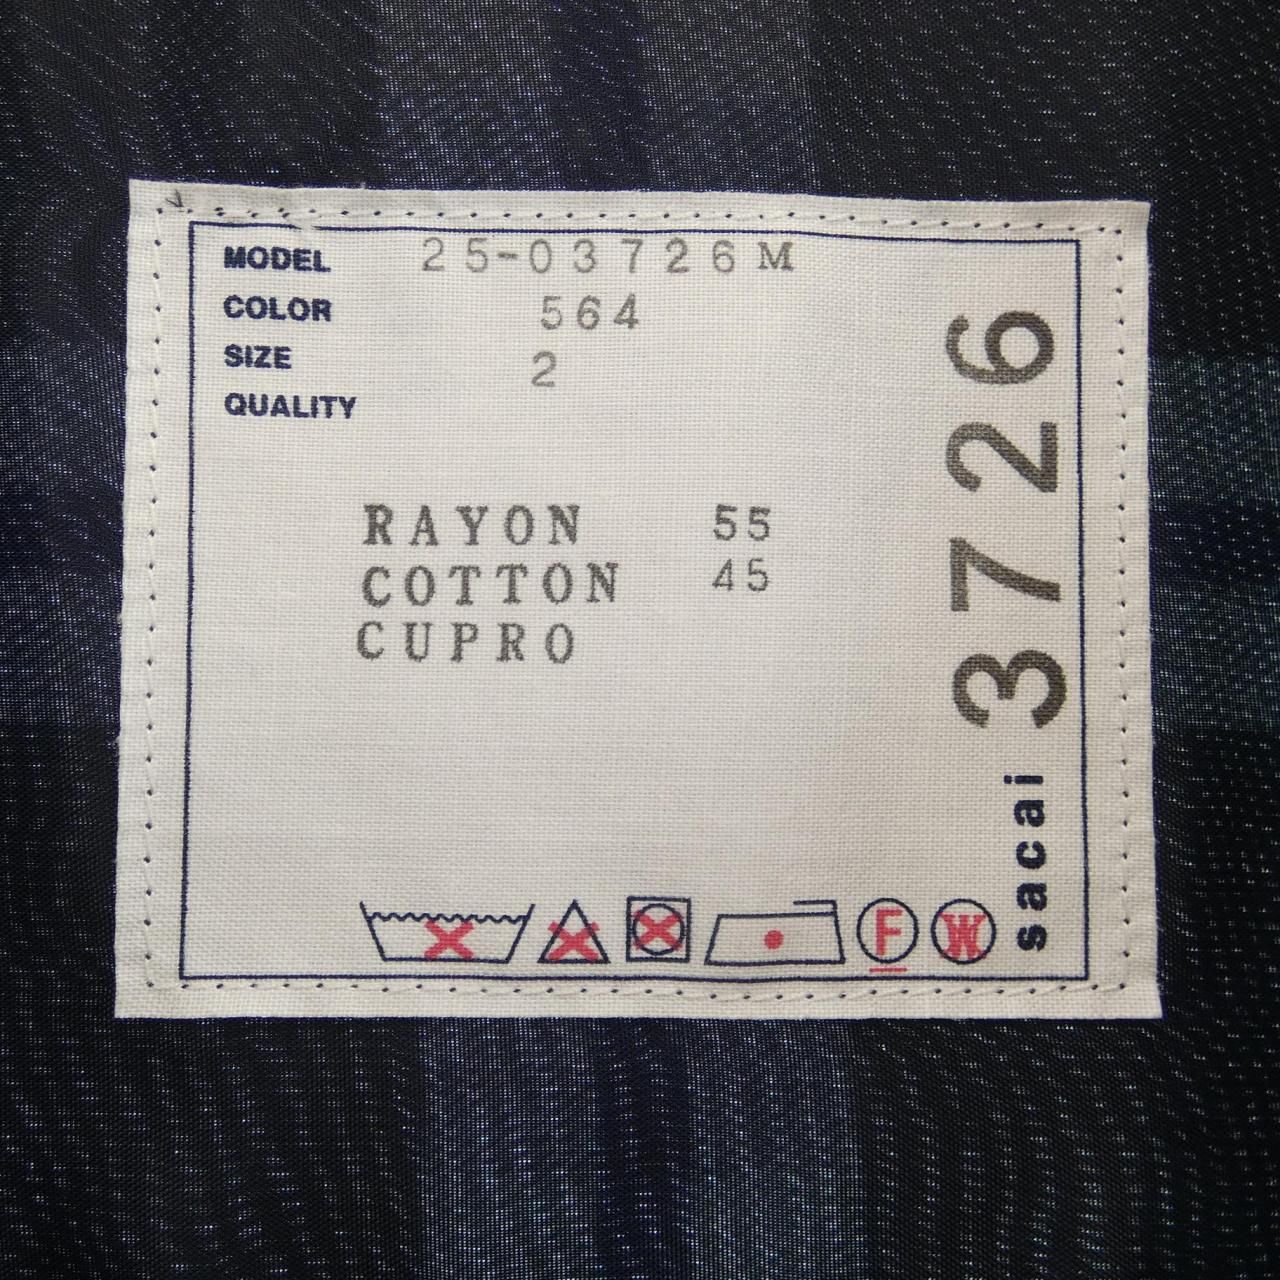 MODEL 25-03726M
COLOR 564
SIZE 2
QUALITY
RAYON 55
COTTON 45
CUPRO
F W
sacai 3726